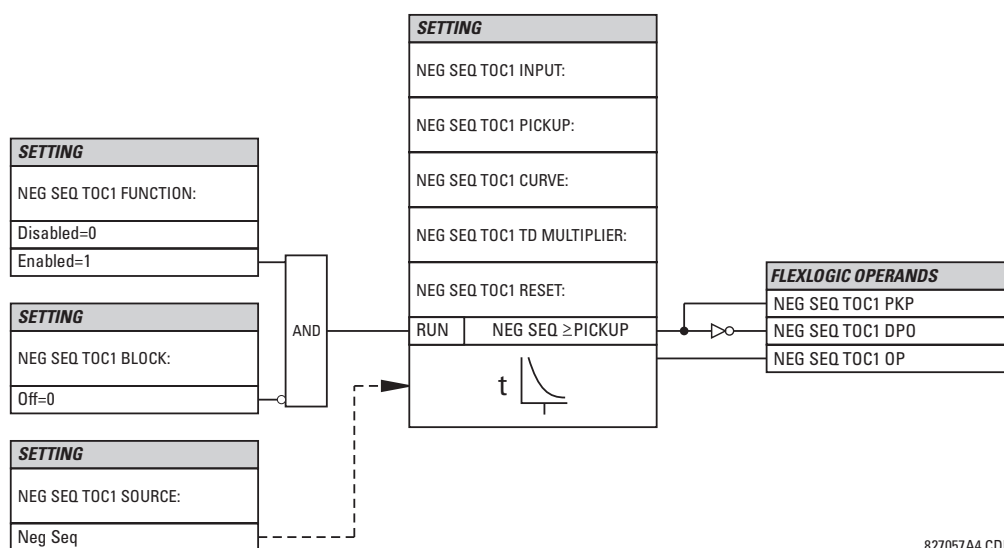 SETTING
NEG SEQ TOC1 FUNCTION:
Disabled=0
Enabled=1
SETTING
NEG SEQ TOC1 BLOCK:
Off=0
SETTING
NEG SEQ TOC1 SOURCE:
Neg Seq
AND
SETTING
NEG SEQ TOC1 INPUT:
NEG SEQ TOC1 PICKUP:
NEG SEQ TOC1 CURVE:
NEG SEQ TOC1 TD MULTIPLIER:
NEG SEQ TOC1 RESET:
RUN NEG SEQ ≥PICKUP
t
FLEXLOGIC OPERANDS
NEG SEQ TOC1 PKP
NEG SEQ TOC1 DPO
NEG SEQ TOC1 OP